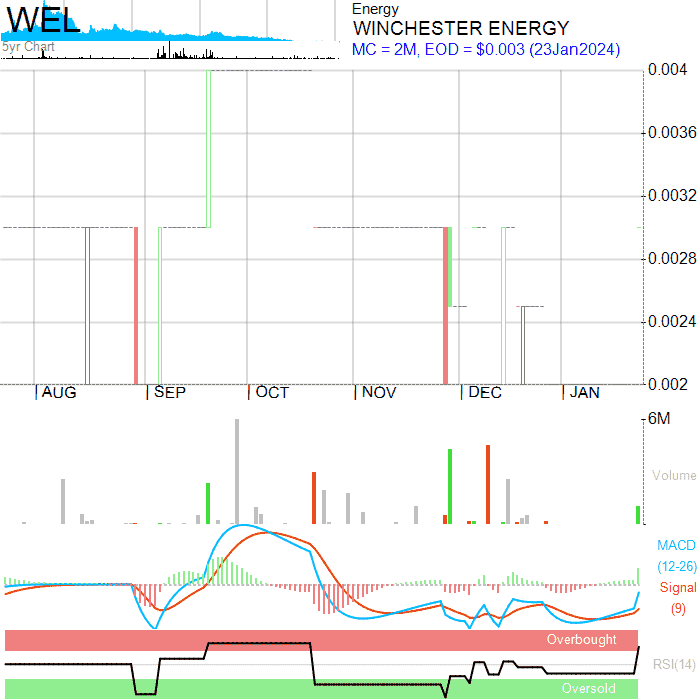 WEL
5yr Chart
Energy
WINCHESTER ENERGY
MC = 2M, EOD = $0.003 (23Jan2024)
0.004
0.0036
0.0032
0.0028
0.0024
0.002
AUG SEP OCT NOV DEC JAN
6M
Volume
MACD
(12-26)
Signal
(9)
Overbought
RSI(14)
Oversold